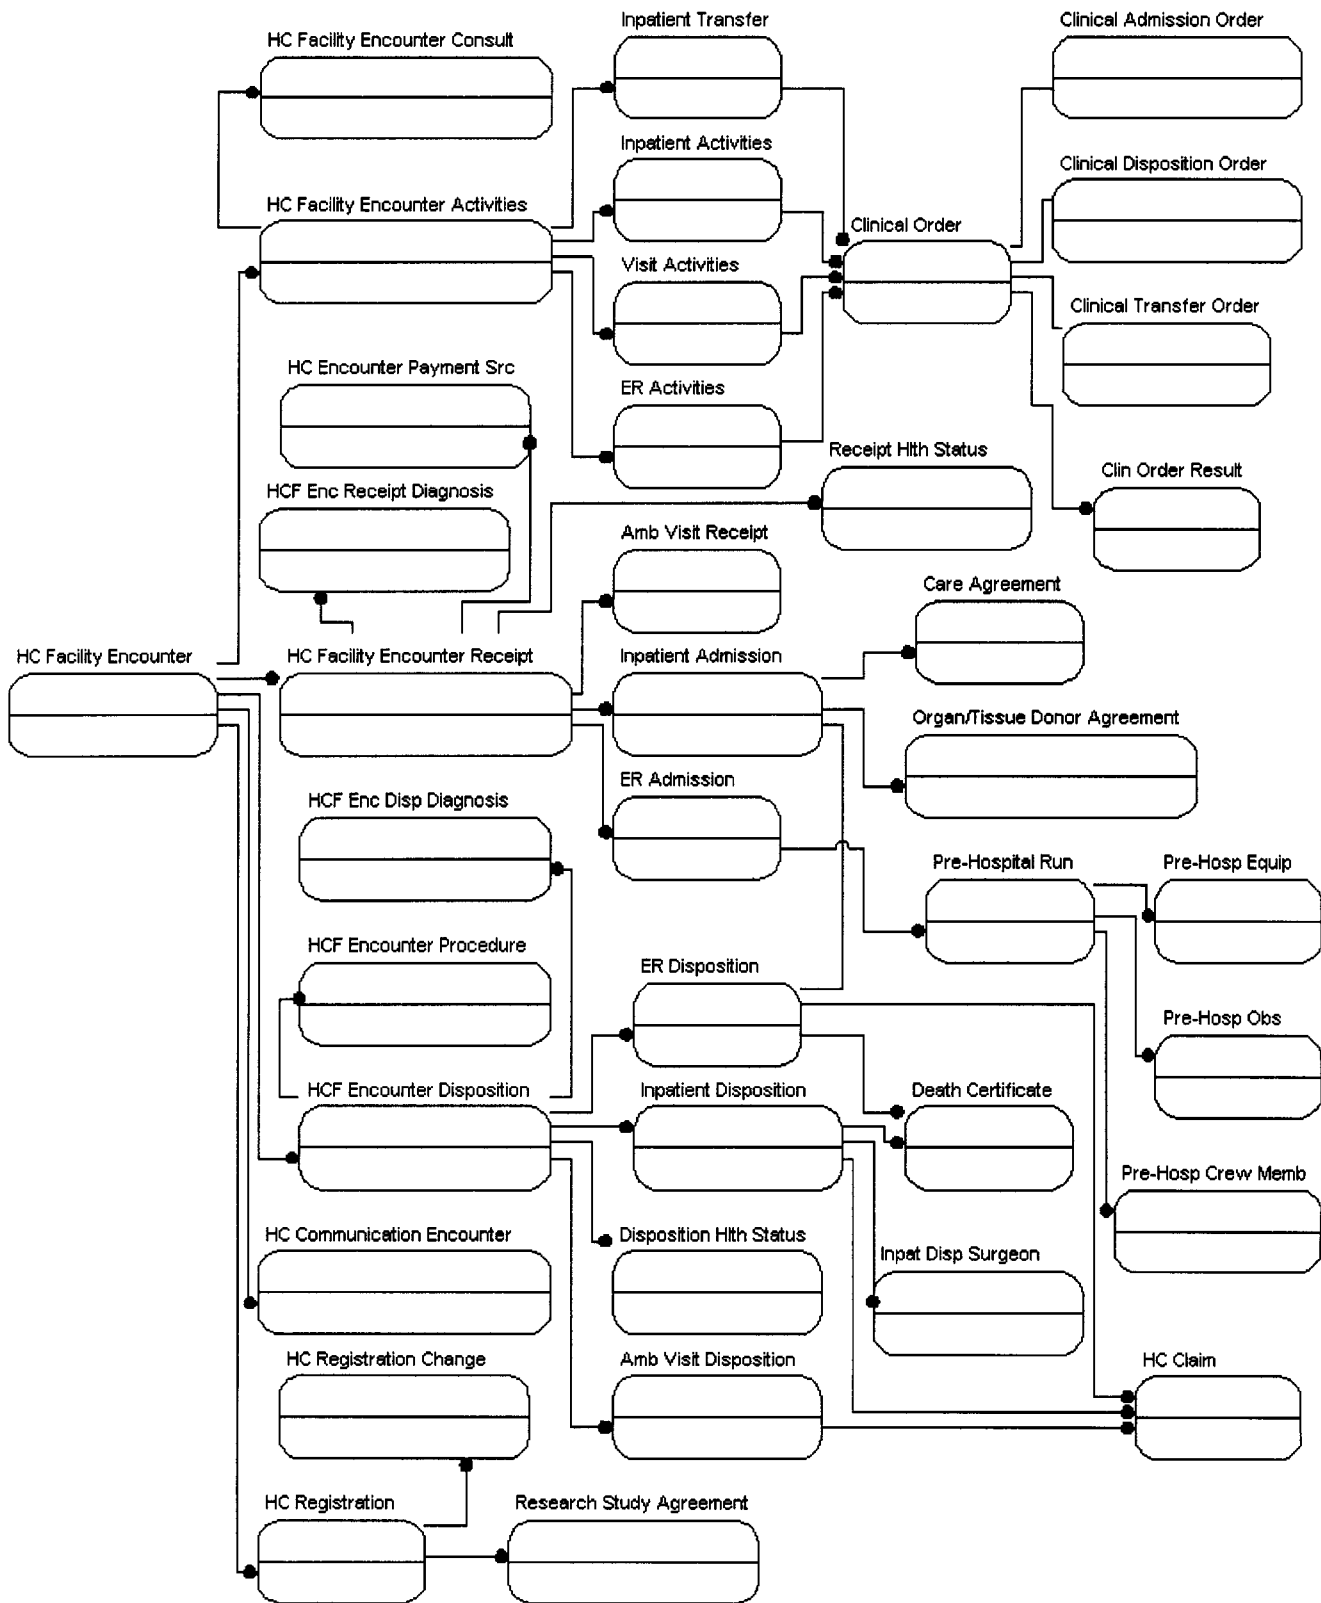 Inpatient Transfer
Clinical Admission Order
HC Facility Encounter Consult
Inpatient Activities
Clinical Disposition Order
HC Facility Encounter Activities
Clinical Order
Visit Activities
Clinical Transfer Order
HC Encounter Payment Src
ER Activities
Receipt Hlth Status
Clin Order Result
HCF Enc Receipt Diagnosis
Amb Visit Receipt
Care Agreement
HC Facility Encounter
HC Facility Encounter Receipt
Inpatient Admission
Organ/Tissue Donor Agreement
ER Admission
HCF Enc Disp Diagnosis
Pre-Hospital Run
Pre-Hosp Equip
HCF Encounter Procedure
ER Disposition
Pre-Hosp Obs
HCF Encounter Disposition
Inpatient Disposition
Death Certificate
Pre-Hosp Crew Memb
HC Communication Encounter
Disposition Hlth Status
Inpat Disp Surgeon
HC Registration Change
Amb Visit Disposition
HC Claim
HC Registration
Research Study Agreement